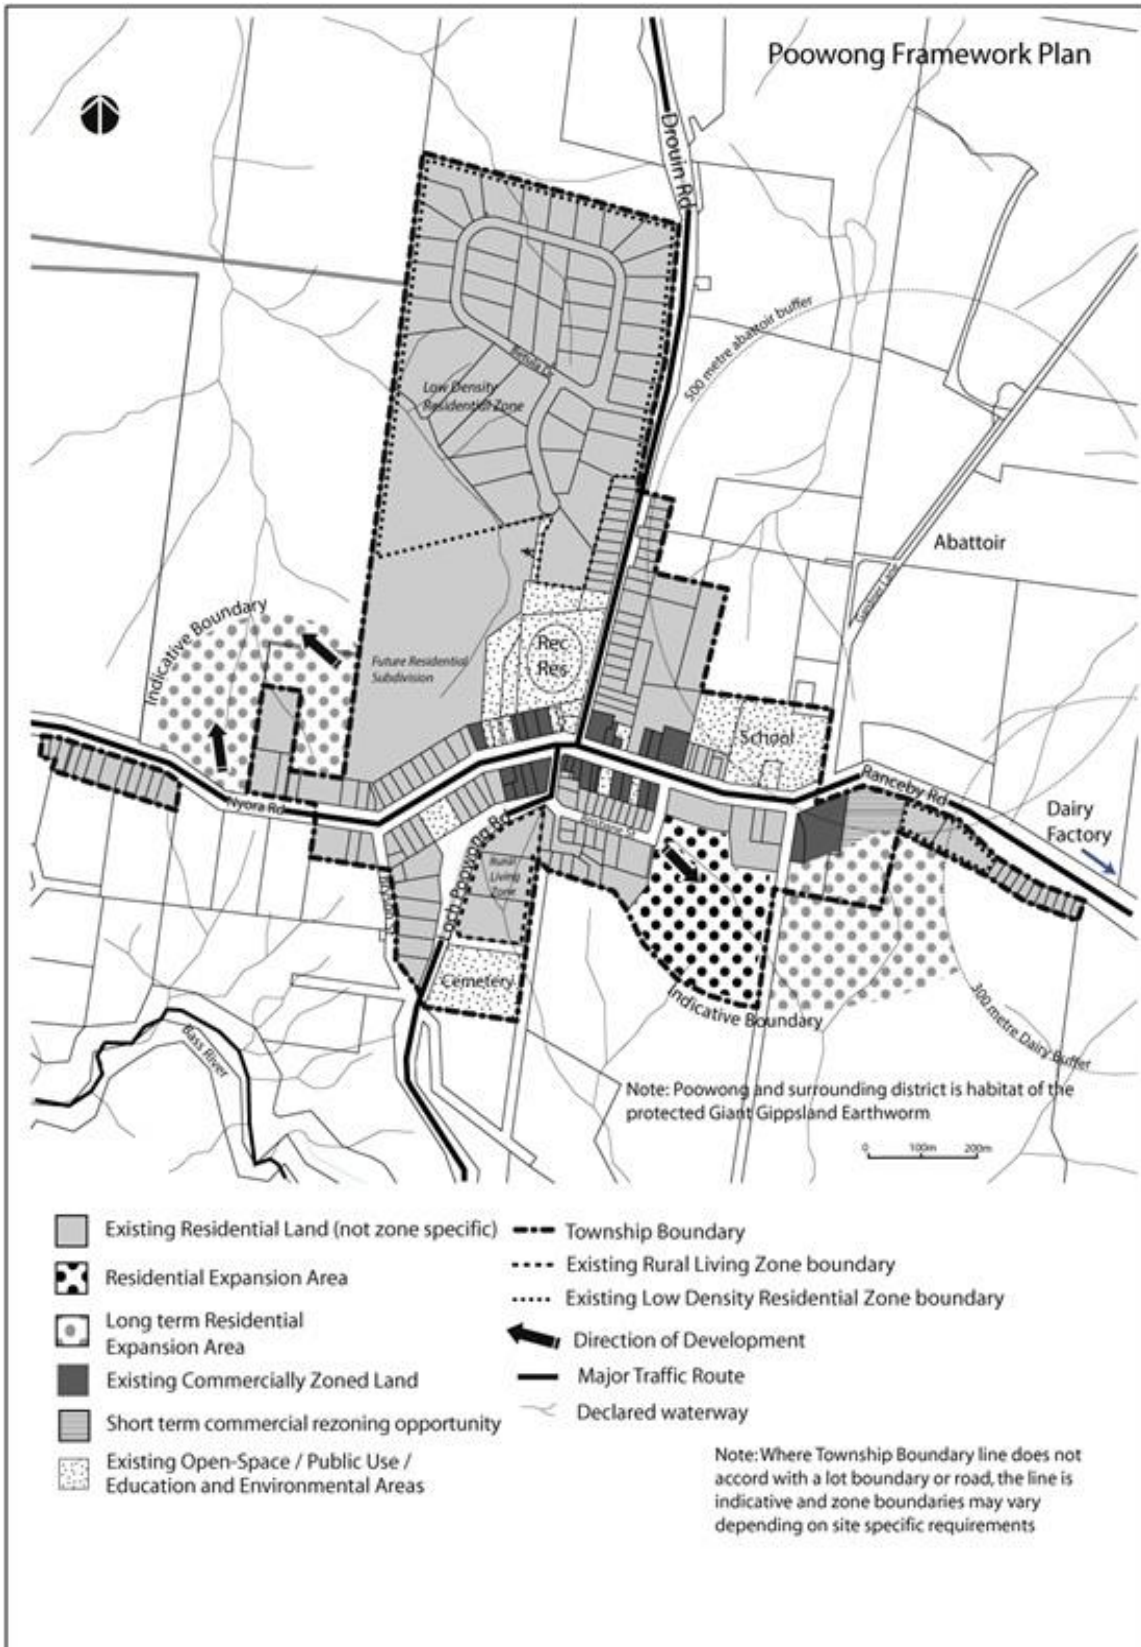 Poowong Framework Plan
Drouin Rd
500 metre abattoir buffer
Betula Dr
Low Density
Residential Zone
Abattoir
Gardner Lane
Indicative Boundary
Rec
Res
Future Residential
Subdivision
School
Nyora Rd
Ranceby Rd
Dairy
Factory
Loch Poowong Rd
Rural
Living
Zone
Cemetery
Indicative Boundary
300 metre Dairy Buffer
Bass River
Note: Poowong and surrounding district is habitat of the
protected Giant Gippsland Earthworm
0 100m 200m
Existing Residential Land (not zone specific)
Residential Expansion Area
Long term Residential
Expansion Area
Existing Commercially Zoned Land
Short term commercial rezoning opportunity
Existing Open-Space / Public Use /
Education and Environmental Areas
Township Boundary
Existing Rural Living Zone boundary
Existing Low Density Residential Zone boundary
Direction of Development
Major Traffic Route
Declared waterway
Note: Where Township Boundary line does not
accord with a lot boundary or road, the line is
indicative and zone boundaries may vary
depending on site specific requirements